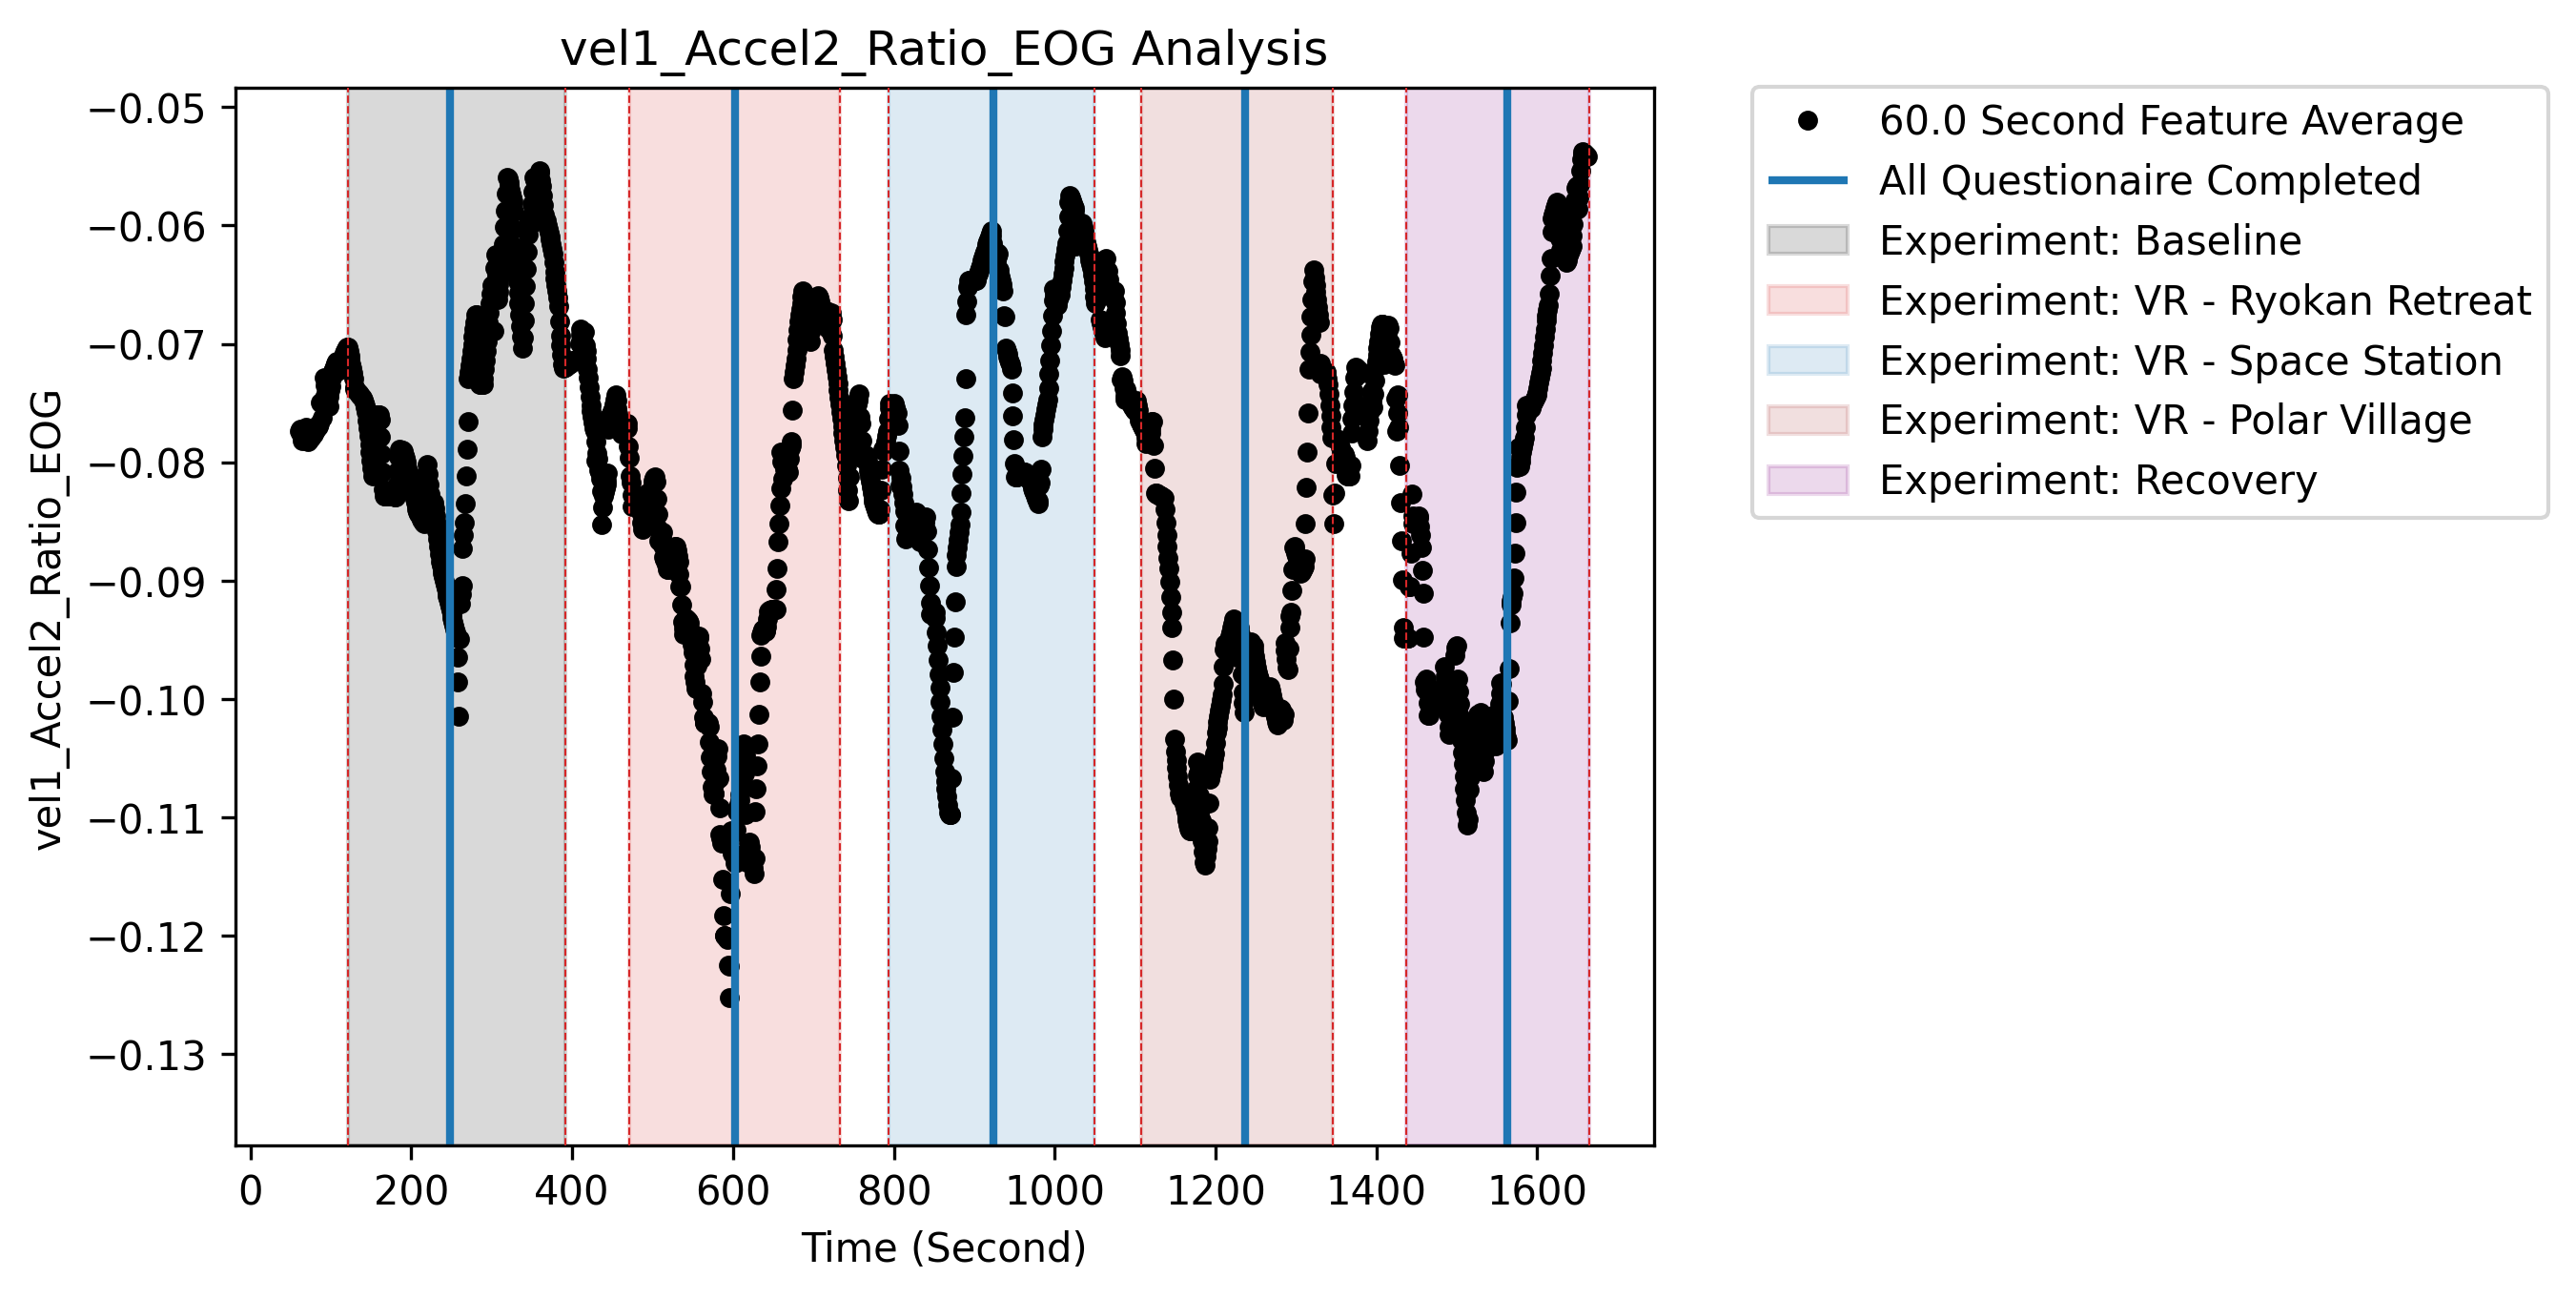 vel1_Accel2_Ratio_EOG Analysis
−0.05
−0.06
−0.07
−0.08
−0.09
−0.10
−0.11
−0.12
−0.13
vel1_Accel2_Ratio_EOG
0 200 400 600 800 1000 1200 1400 1600
Time (Second)
60.0 Second Feature Average
All Questionaire Completed
Experiment: Baseline
Experiment: VR - Ryokan Retreat
Experiment: VR - Space Station
Experiment: VR - Polar Village
Experiment: Recovery